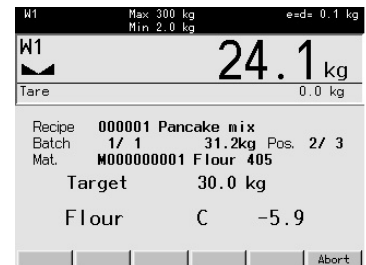 W1 Max 300 kg e=d= 0.1 kg
Min 2.0 kg
W1
24.1 kg
Tare 0.0 kg
Recipe 000001 Pancake mix
Batch 1/ 1 31.2kg Pos. 2/ 3
Mat. M000000001 Flour 405
Target 30.0 kg
Flour C -5.9
Abort